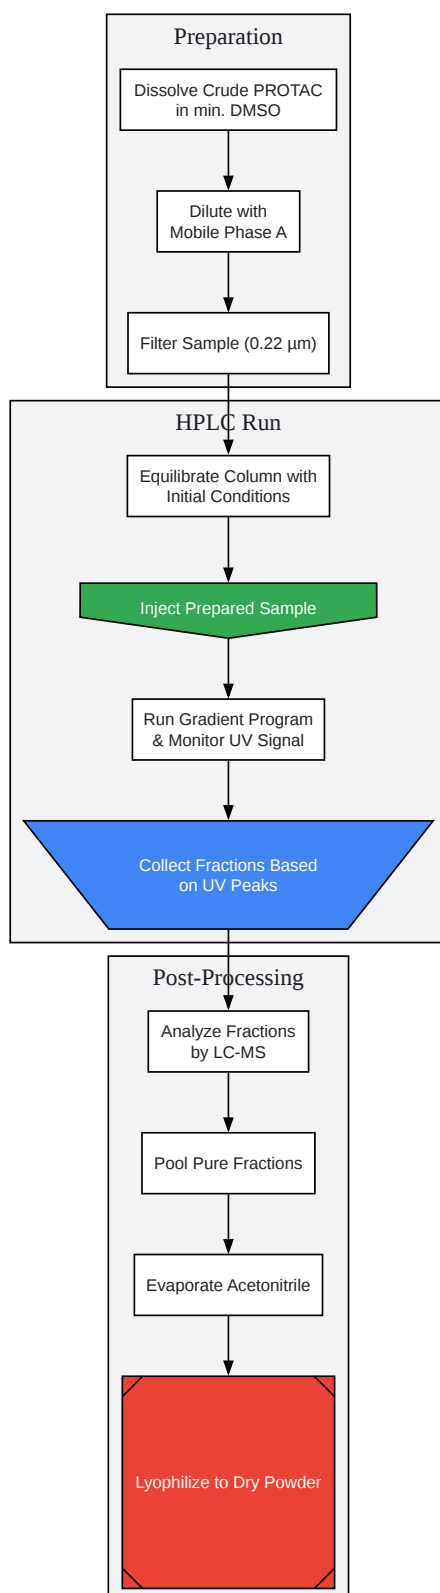 Preparation
Dissolve Crude PROTAC
in min. DMSO
Dilute with
Mobile Phase A
Filter Sample (0.22 µm)
HPLC Run
Equilibrate Column with
Initial Conditions
Inject Prepared Sample
Run Gradient Program
& Monitor UV Signal
Collect Fractions Based
on UV Peaks
Post-Processing
Analyze Fractions
by LC-MS
Pool Pure Fractions
Evaporate Acetonitrile
Lyophilize to Dry Powder